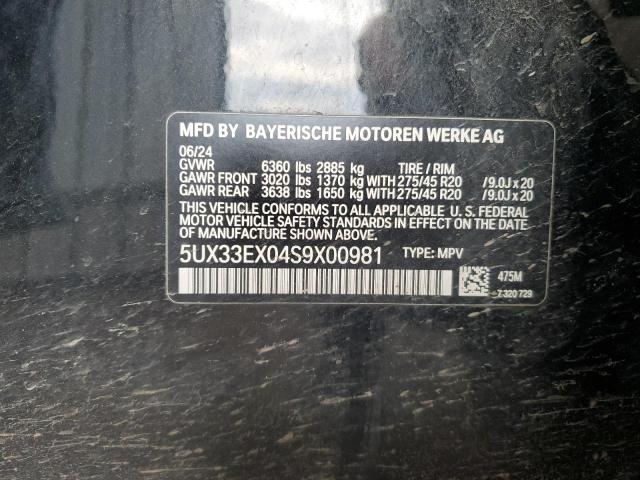 MFD BY BAYERISCHE MOTOREN WERKE AG
06/24
GVWR 6360 lbs 2885 kg TIRE / RIM
GAWR FRONT 3020 lbs 1370 kg WITH 275/45 R20 /9.0J x 20
GAWR REAR 3638 lbs 1650 kg WITH 275/45 R20 /9.0J x 20
THIS VEHICLE CONFORMS TO ALL APPLICABLE U. S. FEDERAL
MOTOR VEHICLE SAFETY STANDARDS IN EFFECT ON THE DATE
OF MANUFACTURE SHOWN ABOVE.
5UX33EX04S9X00981 TYPE: MPV
475M
7 320 729